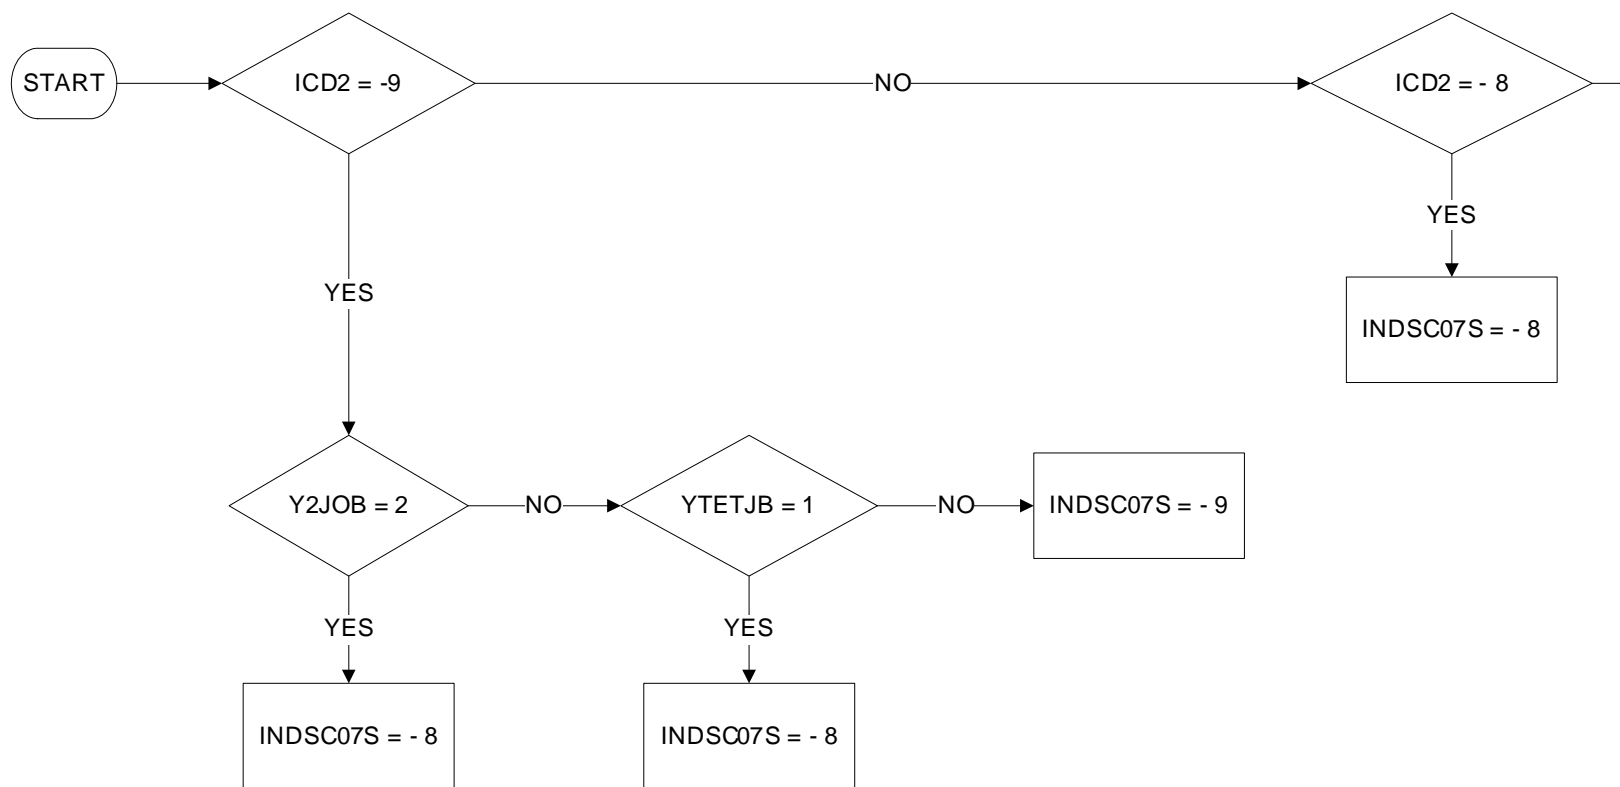 START
ICD2 = -9
NO
ICD2 = - 8
YES
INDSC07S = - 8
YES
Y2JOB = 2
NO
YTETJB = 1
NO
INDSC07S = - 9
YES
YES
INDSC07S = - 8
INDSC07S = - 8